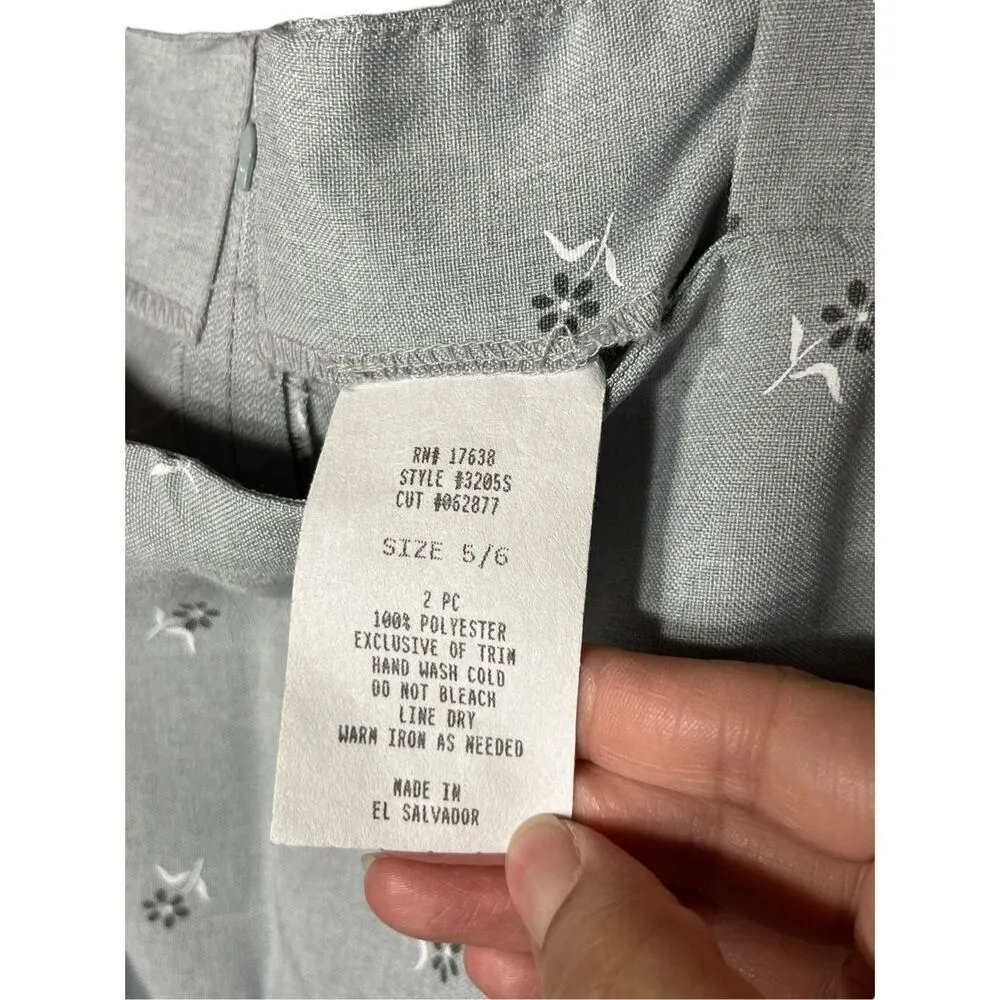 RN# 17638
STYLE #3205S
CUT #062877
SIZE 5/6
2 PC
100% POLYESTER
EXCLUSIVE OF TRIM
HAND WASH COLD
DO NOT BLEACH
LINE DRY
WARM IRON AS NEEDED
MADE IN
EL SALVADOR